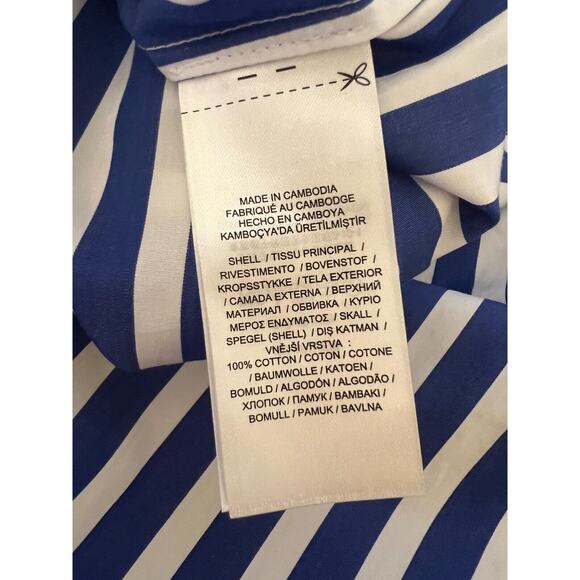 MADE IN CAMBODIA
FABRIQUÉ AU CAMBODGE
HECHO EN CAMBOYA
KAMBOÇYA'DA ÜRETİLMİŞTİR
SHELL / TISSU PRINCIPAL /
RIVESTIMENTO / BOVENSTOF /
KROPSSTYKKE / TELA EXTERIOR
/ CAMADA EXTERNA / ВЕРХНИЙ
МАТЕРИАЛ / ОБВИВКА / ΚΥΡΙΟ
ΜΕΡΟΣ ΕΝΔΥΜΑΤΟΣ / SKALL /
SPEGEL (SHELL) / DIŞ KATMAN /
VNĚJŠÍ VRSTVA :
100% COTTON / COTON / COTONE
/ BAUMWOLLE / KATOEN /
BOMULD / ALGODÓN / ALGODÃO /
ХЛОПОК / ПАМУК / ΒΑΜΒΑΚΙ /
BOMULL / PAMUK / BAVLNA